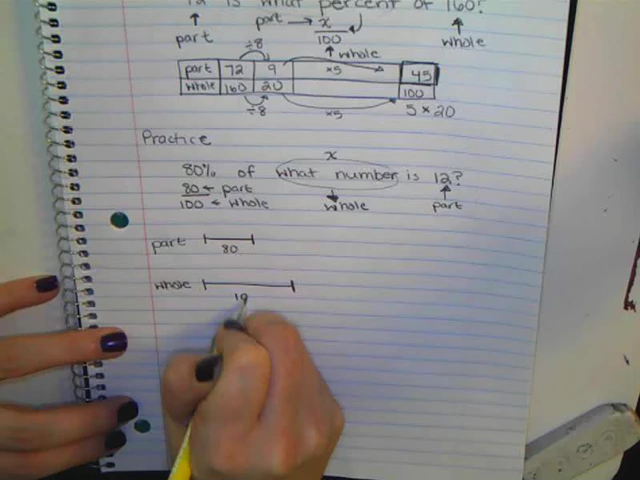 12 is what percent of 160?
part → x
÷8 100
part whole whole
part 72 9 ×5 45
whole 160 20 100
÷8 ×5 5 × 20
Practice
x
80% of what number is 12?
80 ← part
100 ← whole whole part
part
80
whole
10